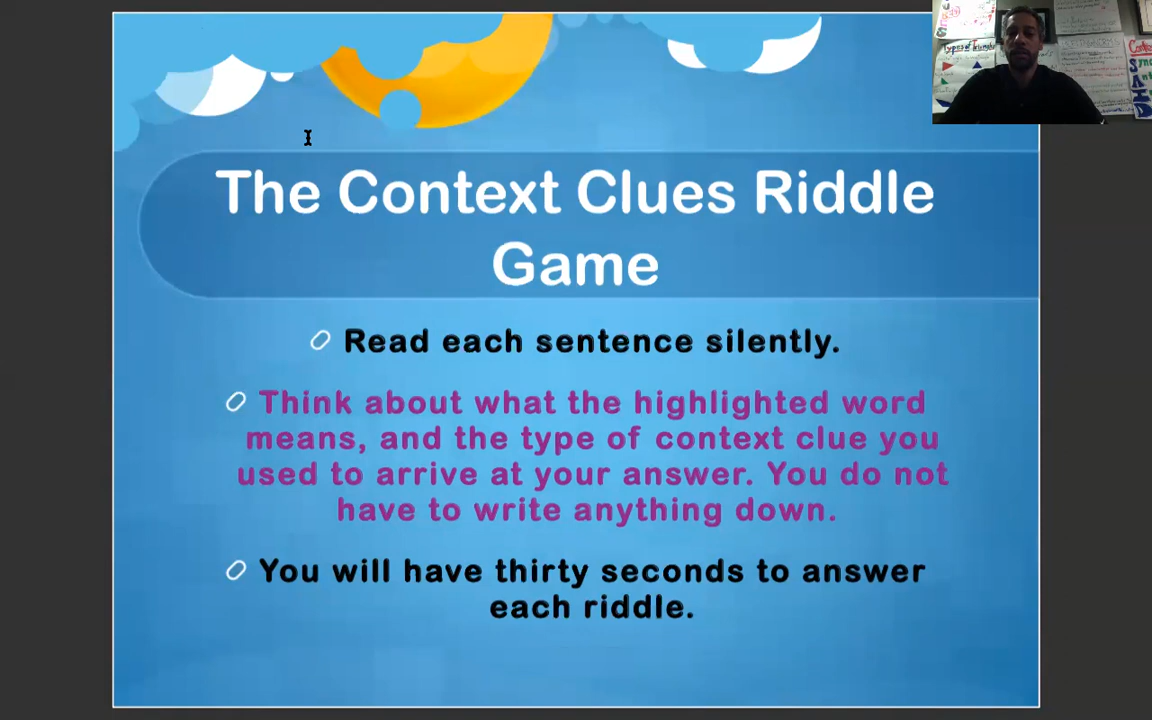 The Context Clues Riddle
Game
Read each sentence silently.
Think about what the highlighted word
means, and the type of context clue you
used to arrive at your answer. You do not
have to write anything down.
You will have thirty seconds to answer
each riddle.
Types of